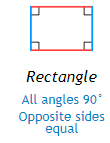 Rectangle
All angles 90°
Opposite sides
equal